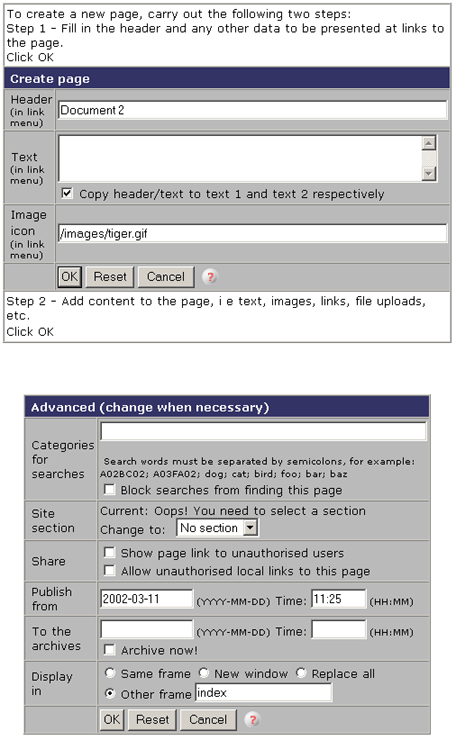 To create a new page, carry out the following two steps:
Step 1 - Fill in the header and any other data to be presented at links to
the page.
Click OK
Create page
Header
(in link
menu)
Document 2
Text
(in link
menu)
Copy header/text to text 1 and text 2 respectively
Image
icon
(in link
menu)
/images/tiger.gif
OK Reset Cancel ?
Step 2 - Add content to the page, i e text, images, links, file uploads,
etc.
Click OK
Advanced (change when necessary)
Categories
for
searches
Search words must be separated by semicolons, for example:
A02BC02; A03FA02; dog; cat; bird; foo; bar; baz
Block searches from finding this page
Site
section
Current: Oops! You need to select a section
Change to: No section
Share
Show page link to unauthorised users
Allow unauthorised local links to this page
Publish
from
2002-03-11 (YYYY-MM-DD) Time: 11:25 (HH:MM)
To the
archives
(YYYY-MM-DD) Time: (HH:MM)
Archive now!
Display
in
Same frame New window Replace all
Other frame index
OK Reset Cancel ?